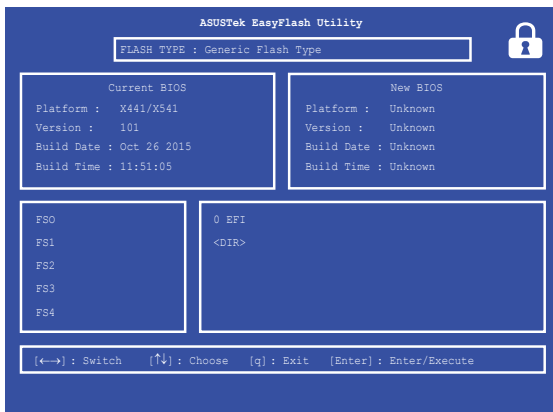 ASUSTek EasyFlash Utility
FLASH TYPE : Generic Flash Type
Current BIOS
Platform : X441/X541
Version : 101
Build Date : Oct 26 2015
Build Time : 11:51:05
New BIOS
Platform : Unknown
Version : Unknown
Build Date : Unknown
Build Time : Unknown
FS0
FS1
FS2
FS3
FS4
0 EFI
<DIR>
[←→] : Switch [↑↓] : Choose [q] : Exit [Enter] : Enter/Execute